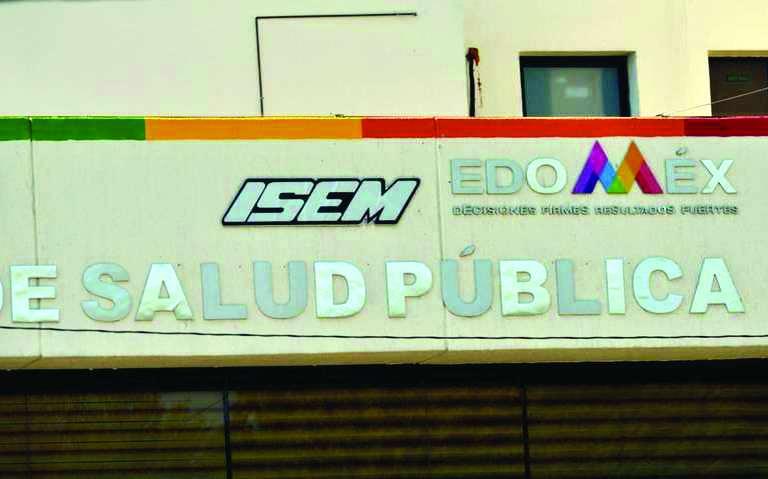 ISEM
EDOMÉX
DECISIONES FIRMES, RESULTADOS FUERTES
DE SALUD PÚBLICA